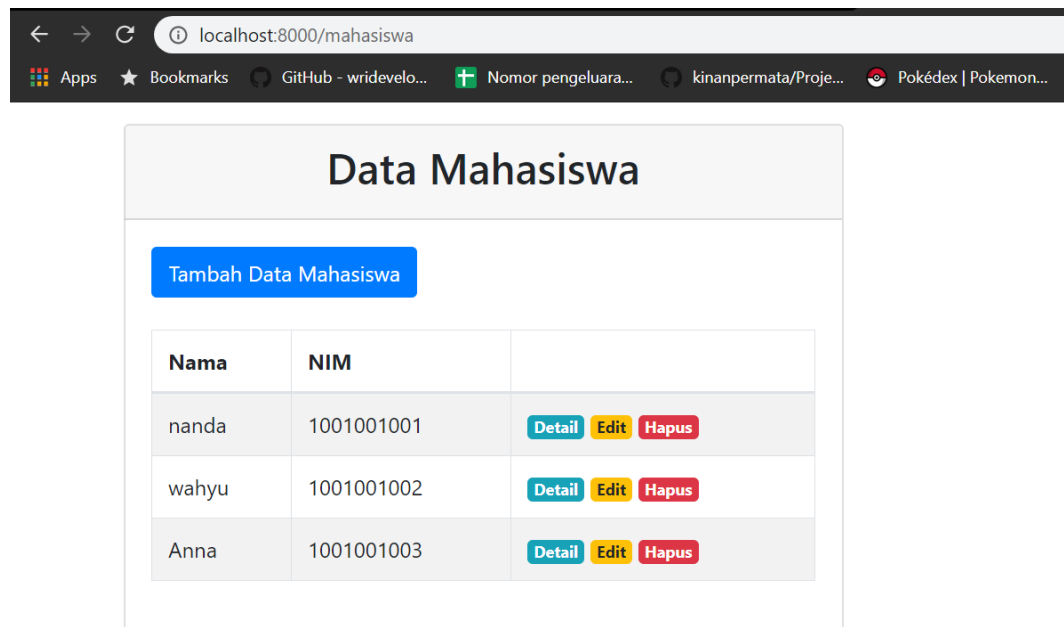 localhost:8000/mahasiswa
Apps Bookmarks GitHub - wridevelo... Nomor pengeluara... kinanpermata/Proje... Pokédex | Pokemon...
Data Mahasiswa
Tambah Data Mahasiswa
Nama NIM
nanda 1001001001 Detail Edit Hapus
wahyu 1001001002 Detail Edit Hapus
Anna 1001001003 Detail Edit Hapus